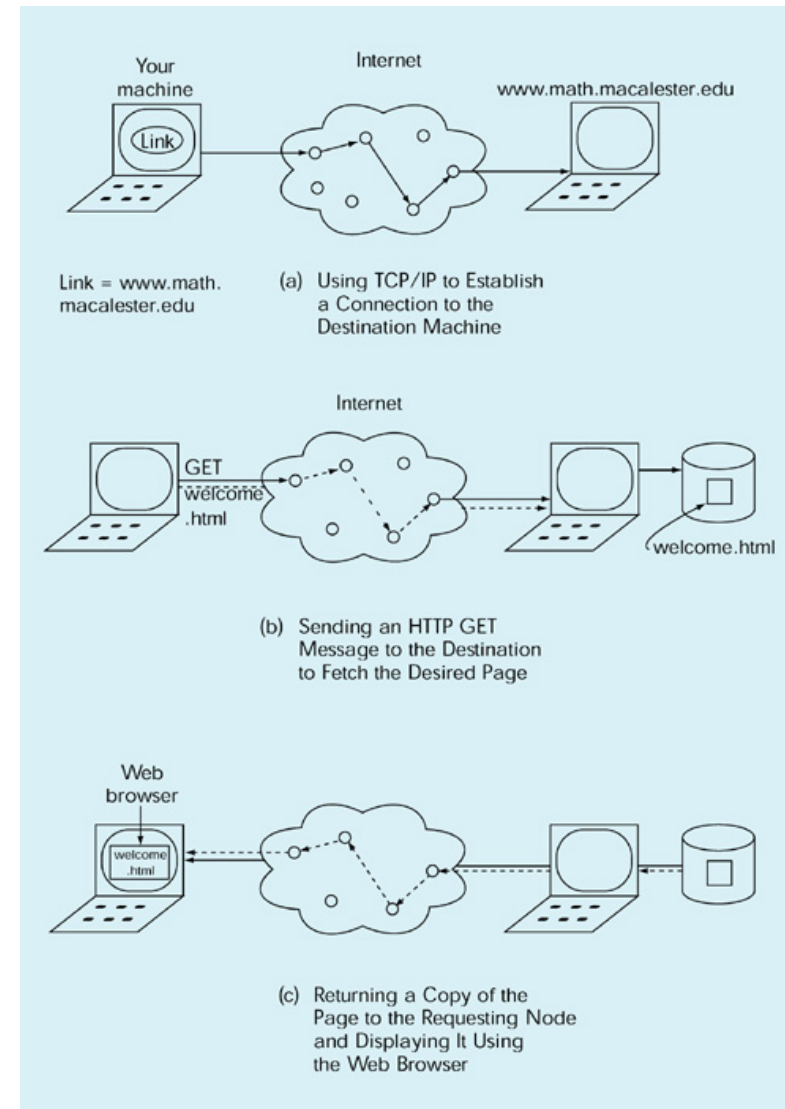 Your
machine
Internet
www.math.macalester.edu
Link
Link = www.math.
macalester.edu
(a) Using TCP/IP to Establish
a Connection to the
Destination Machine
Internet
GET
welcome
.html
welcome.html
(b) Sending an HTTP GET
Message to the Destination
to Fetch the Desired Page
Web
browser
welcome
.html
(c) Returning a Copy of the
Page to the Requesting Node
and Displaying It Using
the Web Browser